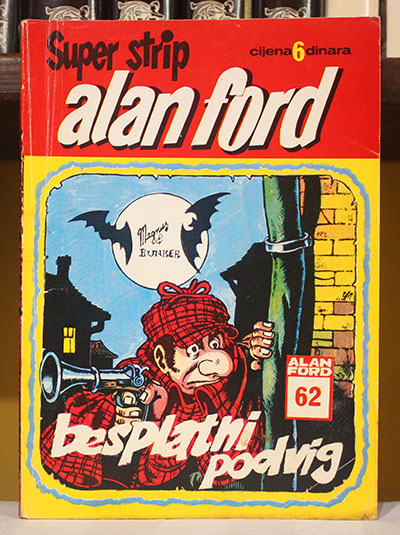 Super strip
cijena 6 dinara
alan ford
Magnus
&
BUNKER
ALAN
FORD
62
besplatni
podvig